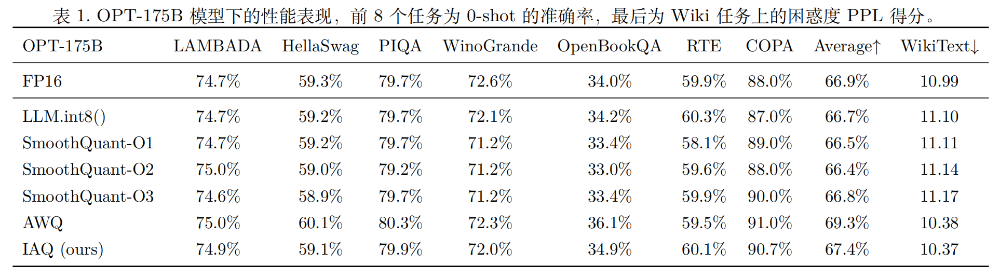 表 1. OPT-175B 模型下的性能表现，前 8 个任务为 0-shot 的准确率，最后为 Wiki 任务上的困惑度 PPL 得分。
OPT-175B LAMBADA HellaSwag PIQA WinoGrande OpenBookQA RTE COPA Average↑ WikiText↓
FP16 74.7% 59.3% 79.7% 72.6% 34.0% 59.9% 88.0% 66.9% 10.99
LLM.int8() 74.7% 59.2% 79.7% 72.1% 34.2% 60.3% 87.0% 66.7% 11.10
SmoothQuant-O1 74.7% 59.2% 79.7% 71.2% 33.4% 58.1% 89.0% 66.5% 11.11
SmoothQuant-O2 75.0% 59.0% 79.2% 71.2% 33.0% 59.6% 88.0% 66.4% 11.14
SmoothQuant-O3 74.6% 58.9% 79.7% 71.2% 33.4% 59.9% 90.0% 66.8% 11.17
AWQ 75.0% 60.1% 80.3% 72.3% 36.1% 59.5% 91.0% 69.3% 10.38
IAQ (ours) 74.9% 59.1% 79.9% 72.0% 34.9% 60.1% 90.7% 67.4% 10.37